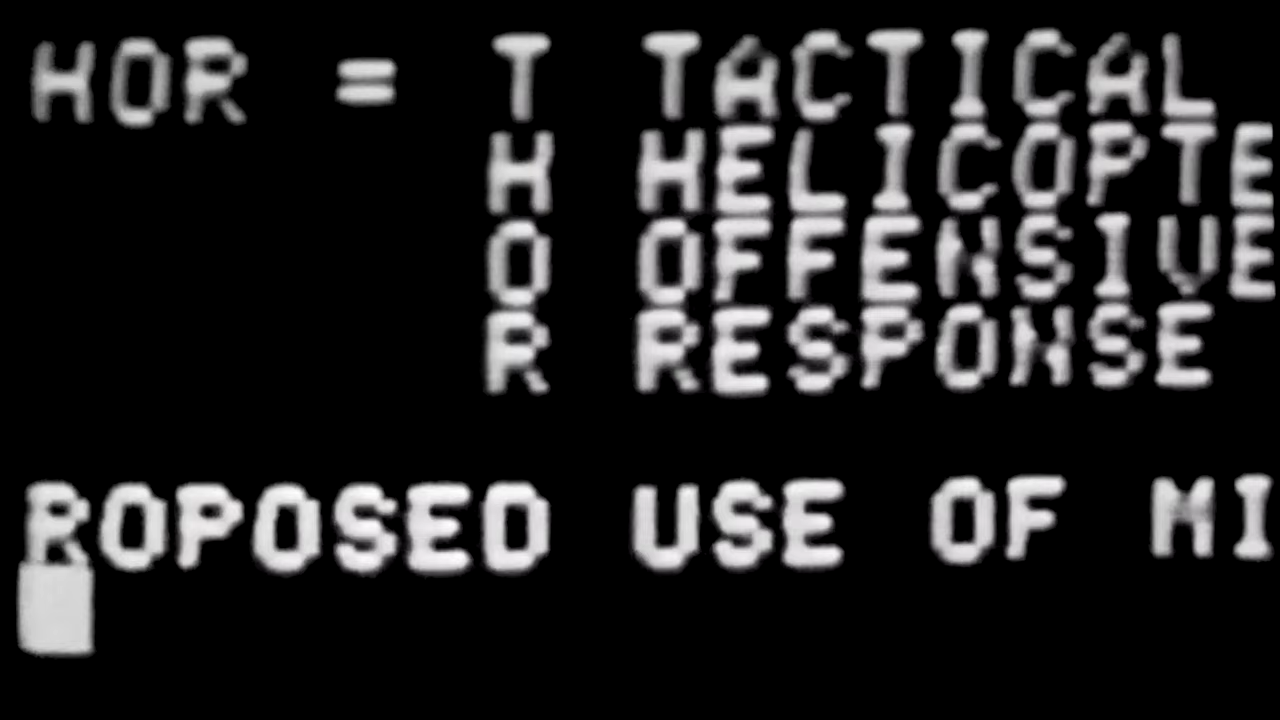 HOR = T TACTICAL
H HELICOPTE
O OFFENSIVE
R RESPONSE
ROPOSED USE OF MI